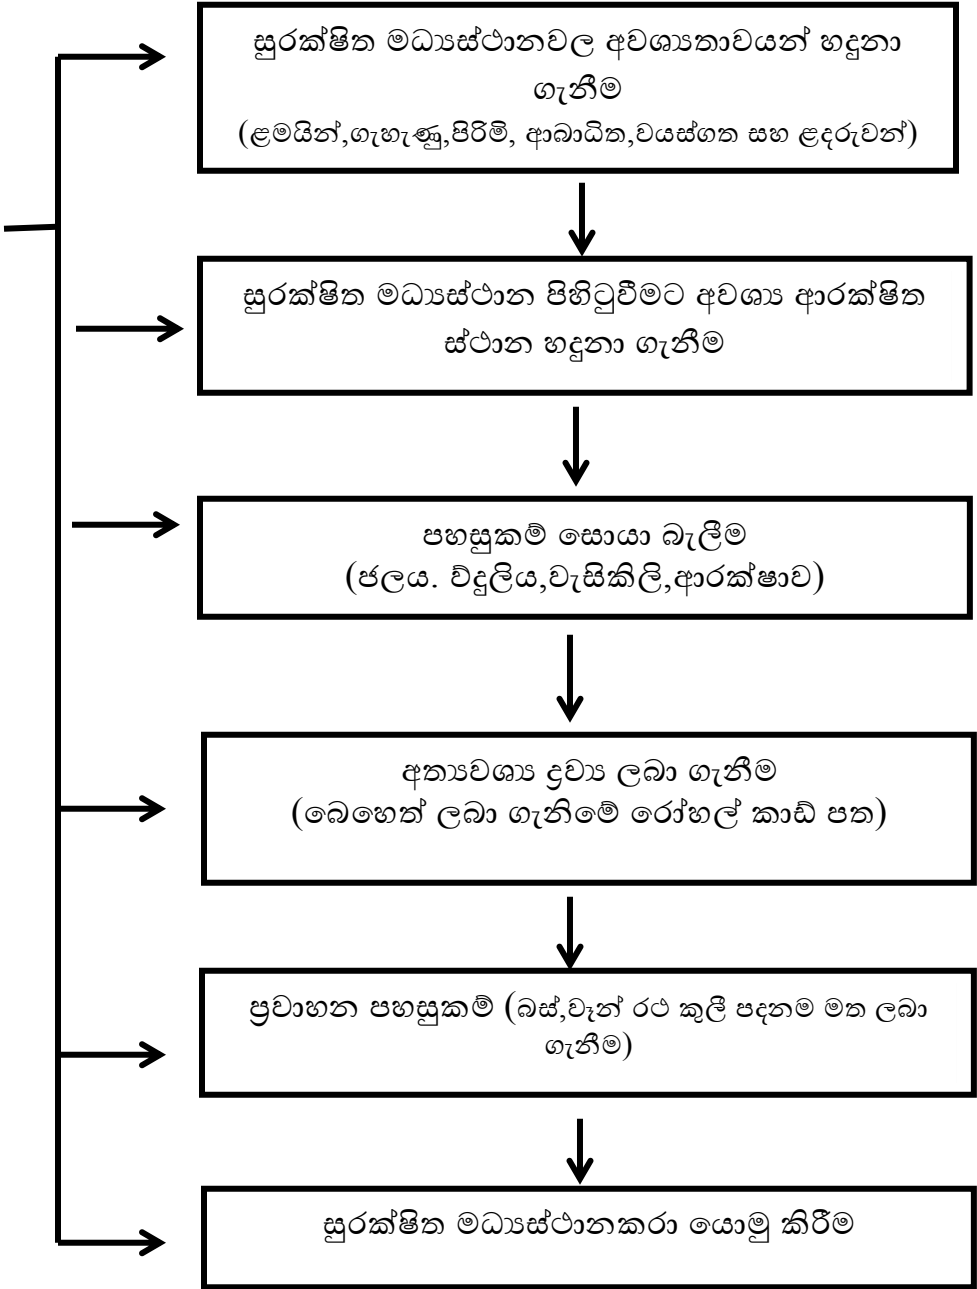 සුරක්ෂිත මධ්‍යස්ථානවල අවශ්‍යතාවයන් හදුනා
ගැනීම
(ළමයින්,ගැහැණු,පිරිමි, ආබාධිත,වයස්ගත සහ ළදරුවන්)
සුරක්ෂිත මධ්‍යස්ථාන පිහිටුවීමට අවශ්‍ය ආරක්ෂිත
ස්ථාන හදුනා ගැනීම
පහසුකම් සොයා බැලීම
(ජලය. විදුලිය,වැසිකිලි,ආරක්ෂාව)
අත්‍යවශ්‍ය ද්‍රව්‍ය ලබා ගැනීම
(බෙහෙත් ලබා ගැනිමේ රෝහල් කාඩ් පත)
ප්‍රවාහන පහසුකම් (බස්,වෑන් රථ කුලී පදනම මත ලබා
ගැනීම)
සුරක්ෂිත මධ්‍යස්ථානකරා යොමු කිරීම